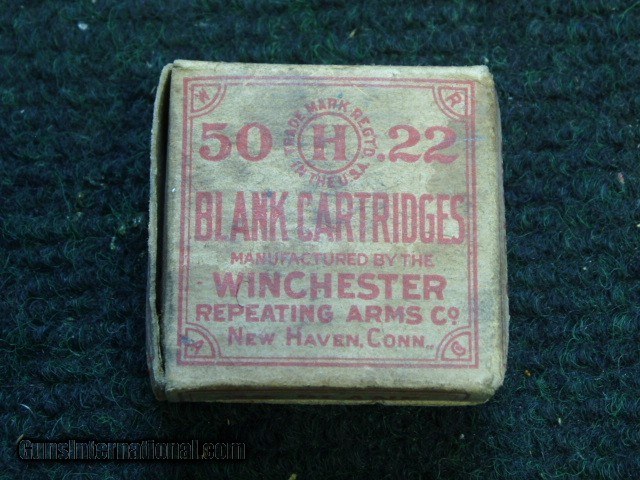 W R
50 H .22
TRADE MARK REG'T'D.
IN THE U.S.A.
BLANK CARTRIDGES
MANUFACTURED BY THE
WINCHESTER
REPEATING ARMS Cº.
NEW HAVEN, CONN.
A C
GunsInternational.com